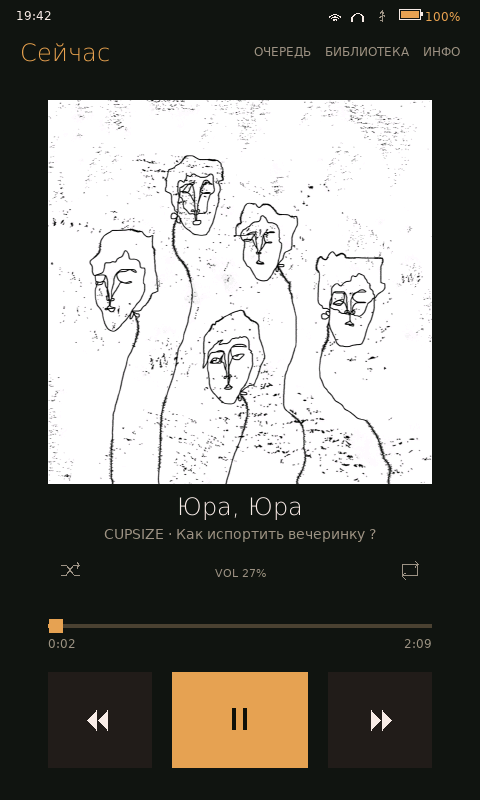 19:42 100%
Сейчас ОЧЕРЕДЬ БИБЛИОТЕКА ИНФО
Юра, Юра
CUPSIZE · Как испортить вечеринку ?
VOL 27%
0:02 2:09